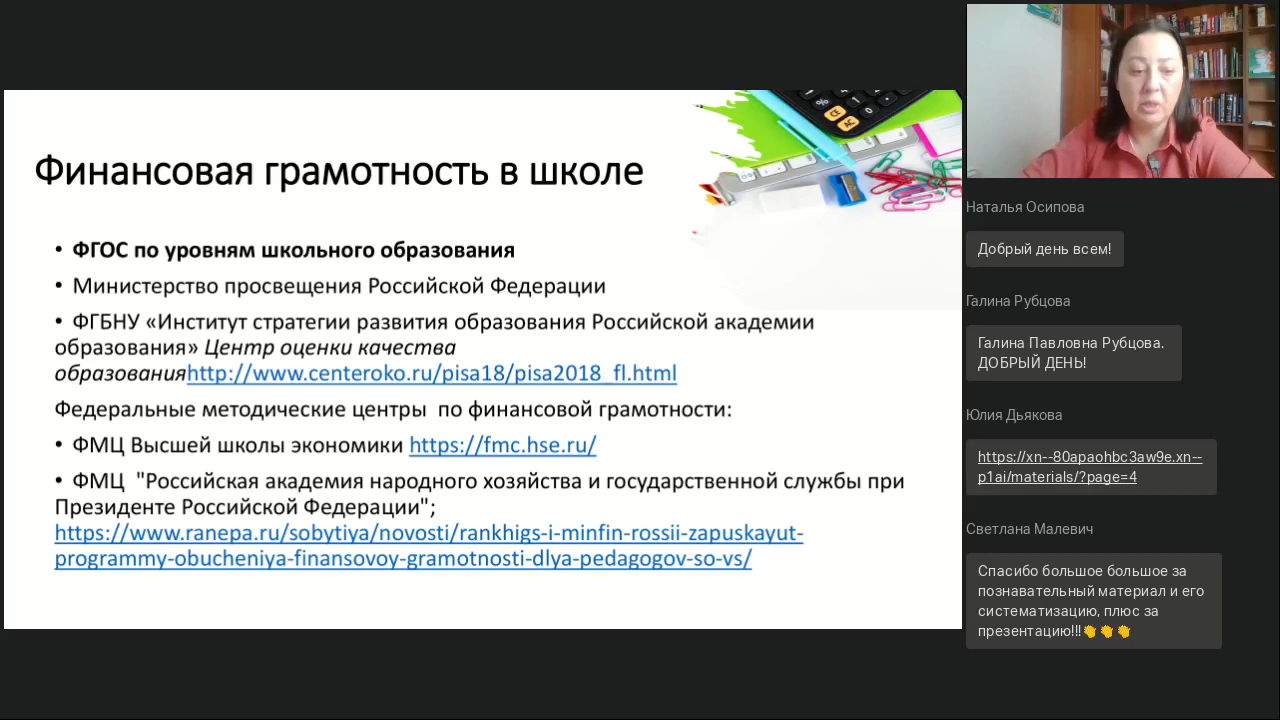 Финансовая грамотность в школе
• ФГОС по уровням школьного образования
• Министерство просвещения Российской Федерации
• ФГБНУ «Институт стратегии развития образования Российской академии
образования» Центр оценки качества
образованияhttp://www.centeroko.ru/pisa18/pisa2018_fl.html
Федеральные методические центры  по финансовой грамотности:
• ФМЦ Высшей школы экономики https://fmc.hse.ru/
• ФМЦ  "Российская академия народного хозяйства и государственной службы при
Президенте Российской Федерации";
https://www.ranepa.ru/sobytiya/novosti/rankhigs-i-minfin-rossii-zapuskayut-
programmy-obucheniya-finansovoy-gramotnosti-dlya-pedagogov-so-vs/
Наталья Осипова
Добрый день всем!
Галина Рубцова
Галина Павловна Рубцова.
ДОБРЫЙ ДЕНЬ!
Юлия Дьякова
https://xn--80apaohbc3aw9e.xn--
p1ai/materials/?page=4
Светлана Малевич
Спасибо большое большое за
познавательный материал и его
систематизацию, плюс за
презентацию!!!👏👏👏